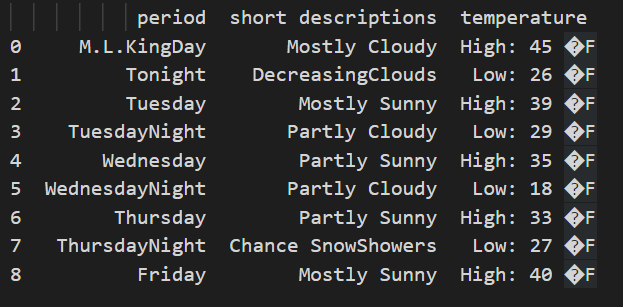 period short descriptions temperature
0 M.L.KingDay Mostly Cloudy High: 45 �F
1 Tonight DecreasingClouds Low: 26 �F
2 Tuesday Mostly Sunny High: 39 �F
3 TuesdayNight Partly Cloudy Low: 29 �F
4 Wednesday Partly Sunny High: 35 �F
5 WednesdayNight Partly Cloudy Low: 18 �F
6 Thursday Partly Sunny High: 33 �F
7 ThursdayNight Chance SnowShowers Low: 27 �F
8 Friday Mostly Sunny High: 40 �F